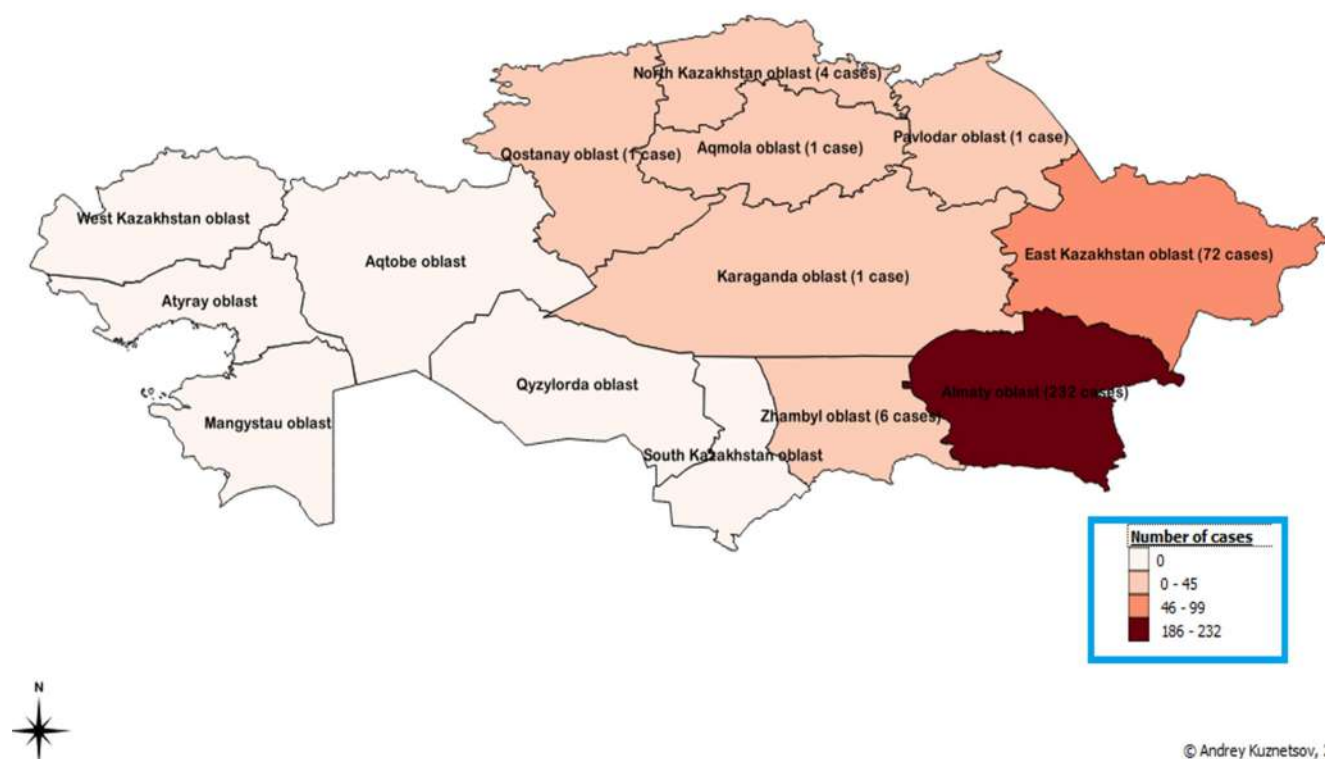 North Kazakhstan oblast (4 cases)
Pavlodar oblast (1 case)
Qostanay oblast (1 case)
Aqmola oblast (1 case)
West Kazakhstan oblast
Aqtobe oblast
East Kazakhstan oblast (72 cases)
Karaganda oblast (1 case)
Atyray oblast
Qyzylorda oblast
Almaty oblast (232 cases)
Mangystau oblast
Zhambyl oblast (6 cases)
South Kazakhstan oblast
Number of cases
0
0 - 45
46 - 99
186 - 232
N
© Andrey Kuznetsov,